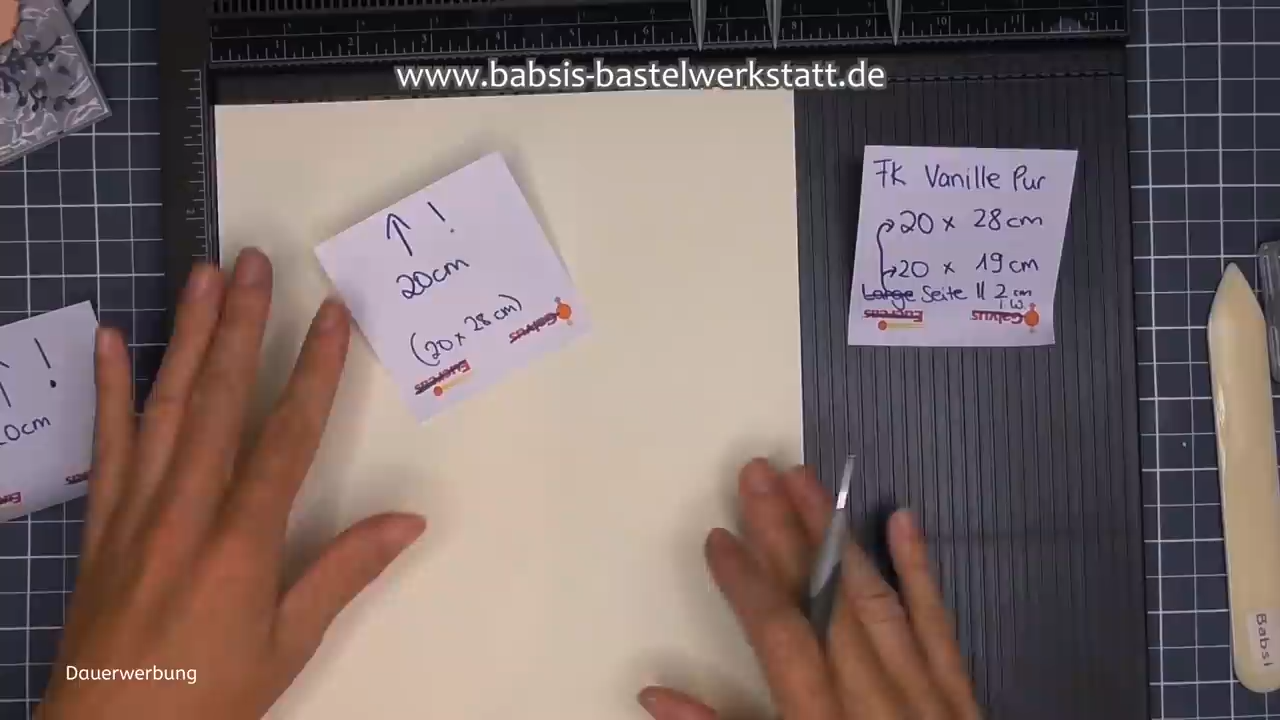 www.babsis-bastelwerkstatt.de
↑ !
20cm
(20 x 28 cm)
FK Vanille Pur
20 x 28 cm
20 x 19 cm
Lange Seite || 2 cm
!
Babsi
Dauerwerbung